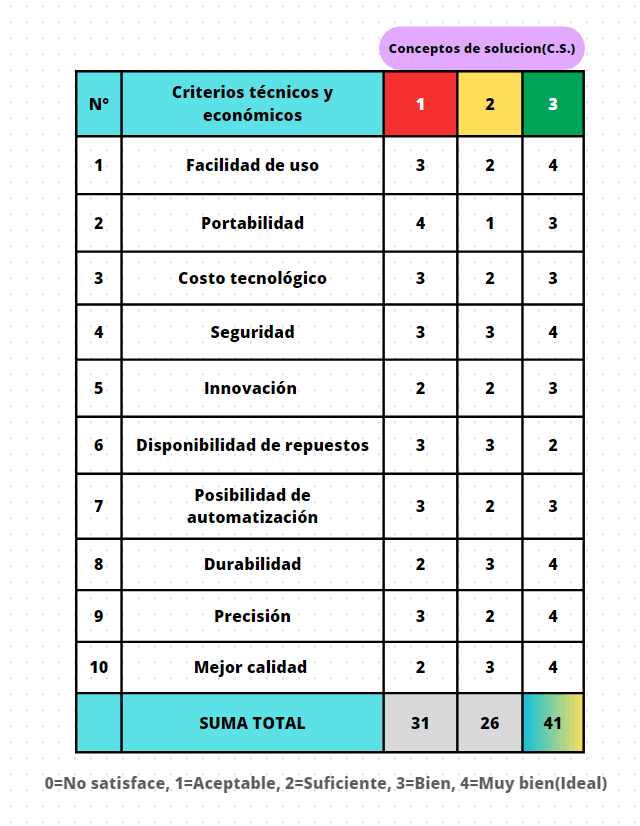 Conceptos de solucion(C.S.)
N° Criterios técnicos y económicos 1 2 3
1 Facilidad de uso 3 2 4
2 Portabilidad 4 1 3
3 Costo tecnológico 3 2 3
4 Seguridad 3 3 4
5 Innovación 2 2 3
6 Disponibilidad de repuestos 3 3 2
7 Posibilidad de automatización 3 2 3
8 Durabilidad 2 3 4
9 Precisión 3 2 4
10 Mejor calidad 2 3 4
SUMA TOTAL 31 26 41
0=No satisface, 1=Aceptable, 2=Suficiente, 3=Bien, 4=Muy bien(Ideal)